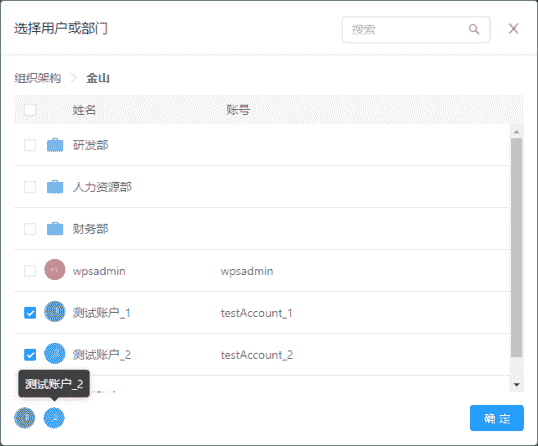 选择用户或部门
搜索
组织架构 > 金山
姓名 账号
研发部
人力资源部
财务部
wpsadmin wpsadmin
测试账户_1 testAccount_1
测试账户_2 testAccount_2
测试账户_2
确 定